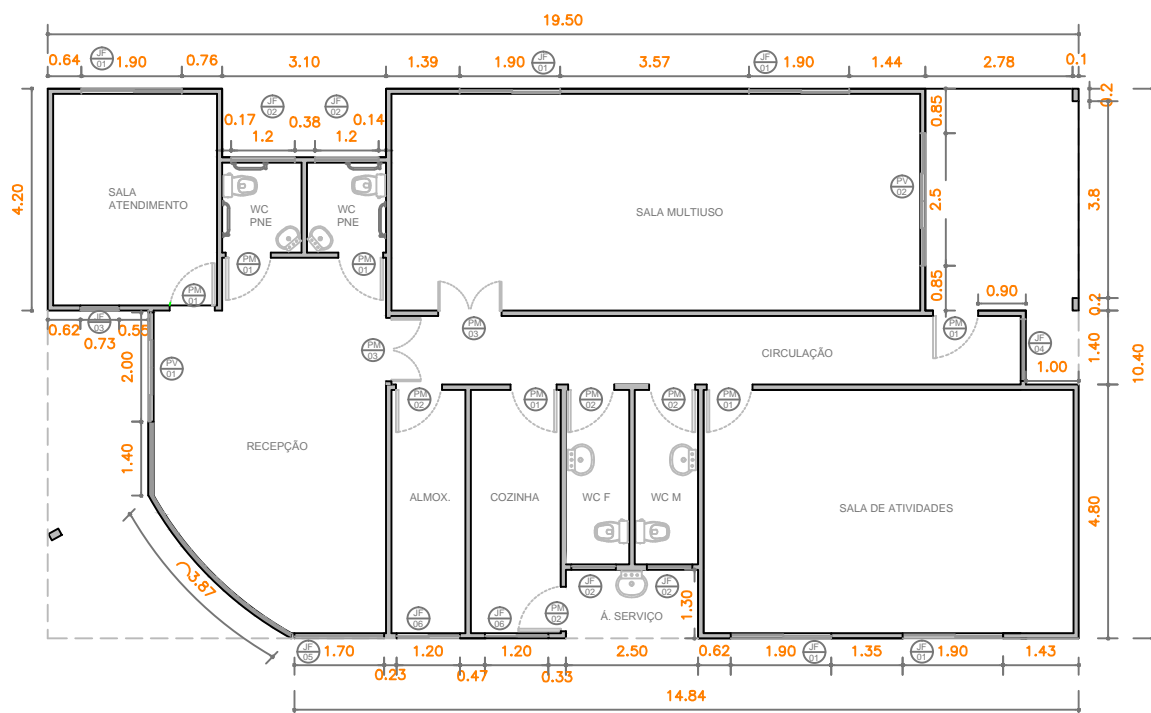 19.50
0.64
JF
01
1.90
0.76
3.10
1.39
1.90
JF
01
3.57
JF
01
1.90
1.44
2.78
0.1
0.2
JF
02
JF
02
0.17
0.38
0.14
1.2
1.2
0.85
4.20
SALA
ATENDIMENTO
WC
PNE
WC
PNE
SALA MULTIUSO
PV
02
2.5
3.8
PM
01
PM
01
PM
01
0.85
0.90
0.2
0.62
JF
03
0.55
0.73
2.00
PV
01
PM
03
PM
03
CIRCULAÇÃO
PM
01
JF
04
1.00
1.40
10.40
PM
02
PM
01
PM
02
PM
02
PM
01
1.40
RECEPÇÃO
ALMOX.
COZINHA
WC F
WC M
SALA DE ATIVIDADES
4.80
3.87
JF
02
JF
02
1.30
JF
06
JF
06
PM
02
Á. SERVIÇO
JF
05
1.70
1.20
1.20
2.50
0.62
1.90
JF
01
1.35
JF
01
1.90
1.43
0.23
0.47
0.33
14.84